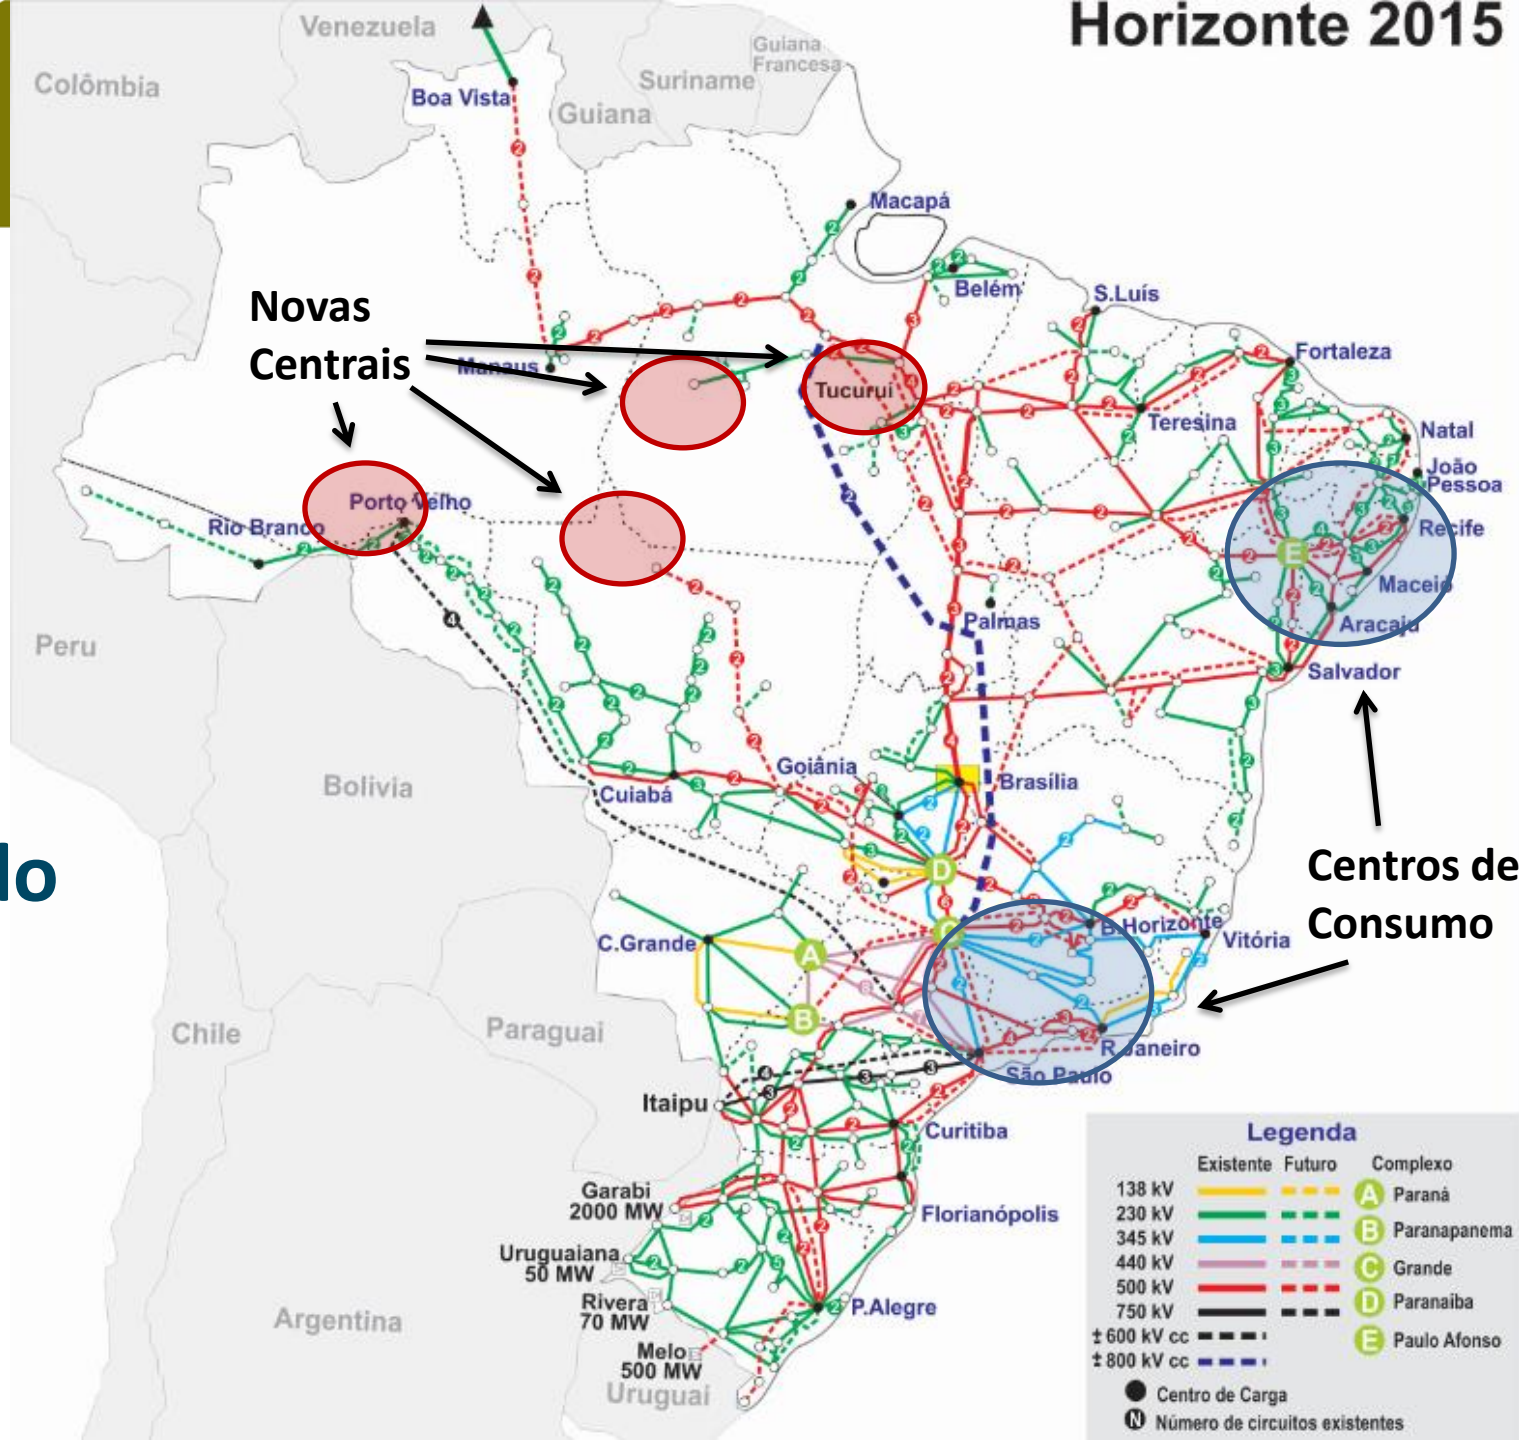 Horizonte 2015
Venezuela
Colômbia
Guiana
Francesa
Suriname
Guiana
Boa Vista
Macapá
Belém
S.Luís
Novas
Centrais
Manaus
Tucuruí
Fortaleza
Teresina
Natal
João
Pessoa
Recife
Porto Velho
Rio Branco
E
Maceió
Aracaju
Palmas
Salvador
Peru
Bolivia
Goiânia
Brasília
Cuiabá
do
Centros de
Consumo
D
C
B.Horizonte
Vitória
C.Grande
A
B
Chile
Paraguai
R.Janeiro
São Paulo
Itaipu
Curitiba
Garabi
2000 MW
Florianópolis
Uruguaiana
50 MW
Rivera
70 MW
P.Alegre
Argentina
Melo
500 MW
Uruguai
Legenda
Existente Futuro Complexo
138 kV A Paraná
230 kV B Paranapanema
345 kV
440 kV C Grande
500 kV D Paranaiba
750 kV
±600 kV cc E Paulo Afonso
±800 kV cc
Centro de Carga
N Número de circuitos existentes